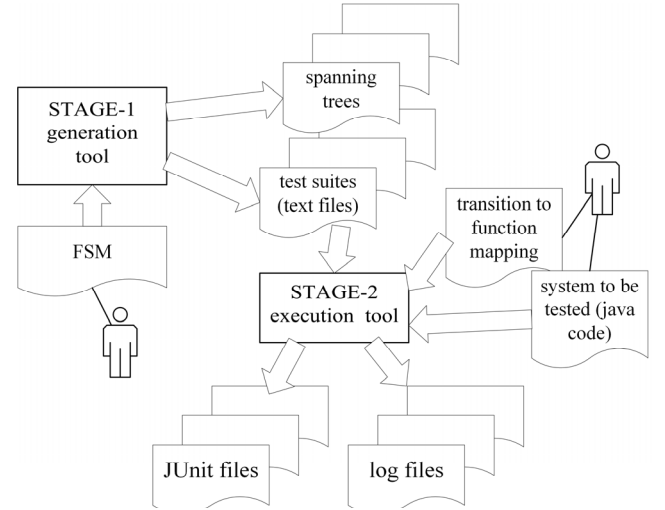 spanning
trees
STAGE-1
generation
tool
test suites
(text files)
transition to
function
mapping
FSM
system to be
tested (java
code)
STAGE-2
execution tool
JUnit files
log files